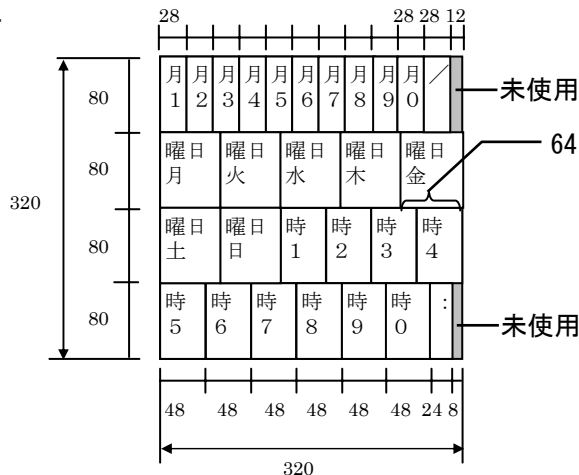 28 28 28 12
月 月 月 月 月 月 月 月 月 月 ／
1 2 3 4 5 6 7 8 9 0
未使用
80
曜日 曜日 曜日 曜日 曜日
月 火 水 木 金
64
80
320
曜日 曜日 時 時 時 時
土 日 1 2 3 4
80
時 時 時 時 時 時 :
5 6 7 8 9 0
未使用
80
48 48 48 48 48 48 24 8
320